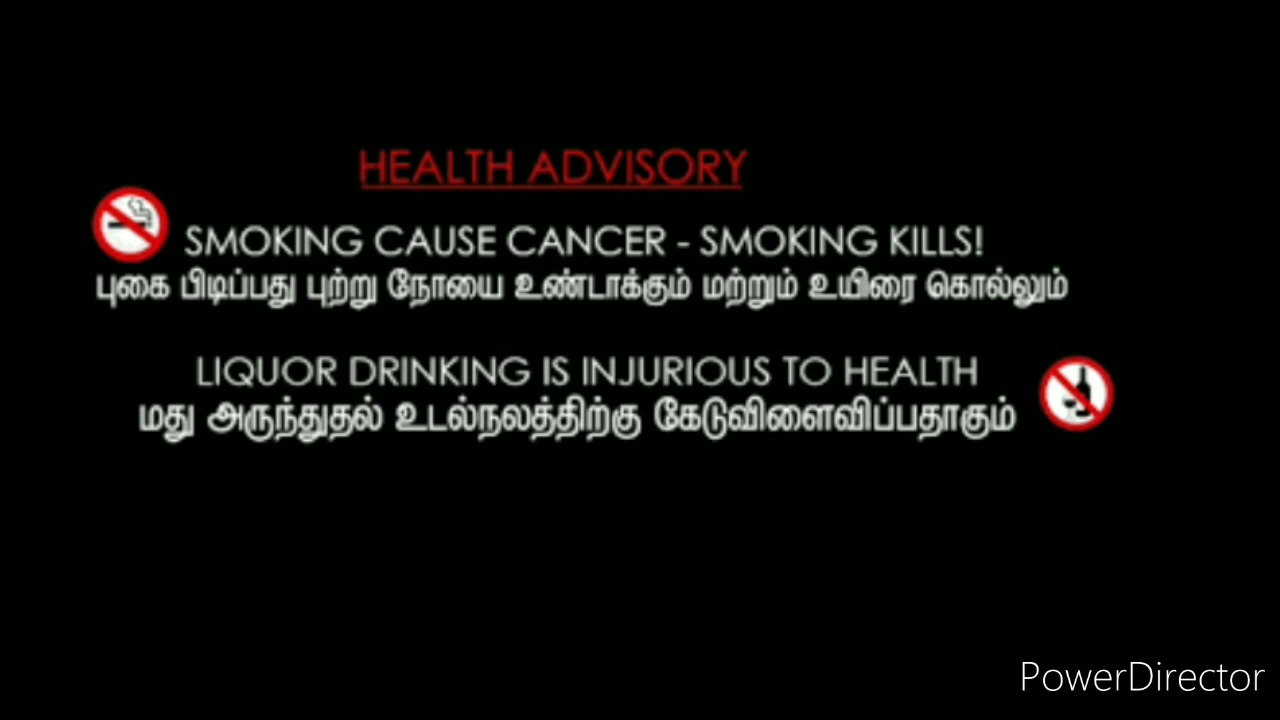 HEALTH ADVISORY
SMOKING CAUSE CANCER - SMOKING KILLS!
புகை பிடிப்பது புற்று நோயை உண்டாக்கும் மற்றும் உயிரை கொல்லும்
LIQUOR DRINKING IS INJURIOUS TO HEALTH
மது அருந்துதல் உடல்நலத்திற்கு கேடுவிளைவிப்பதாகும்
PowerDirector